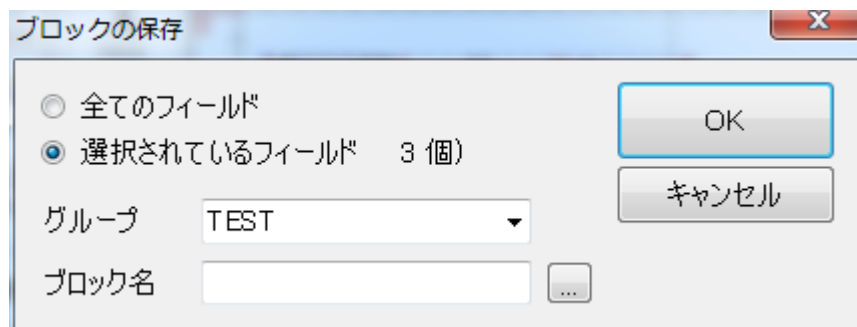 ブロックの保存
全てのフィールド
選択されているフィールド 3 個)
OK
キャンセル
グループ TEST
ブロック名 ...